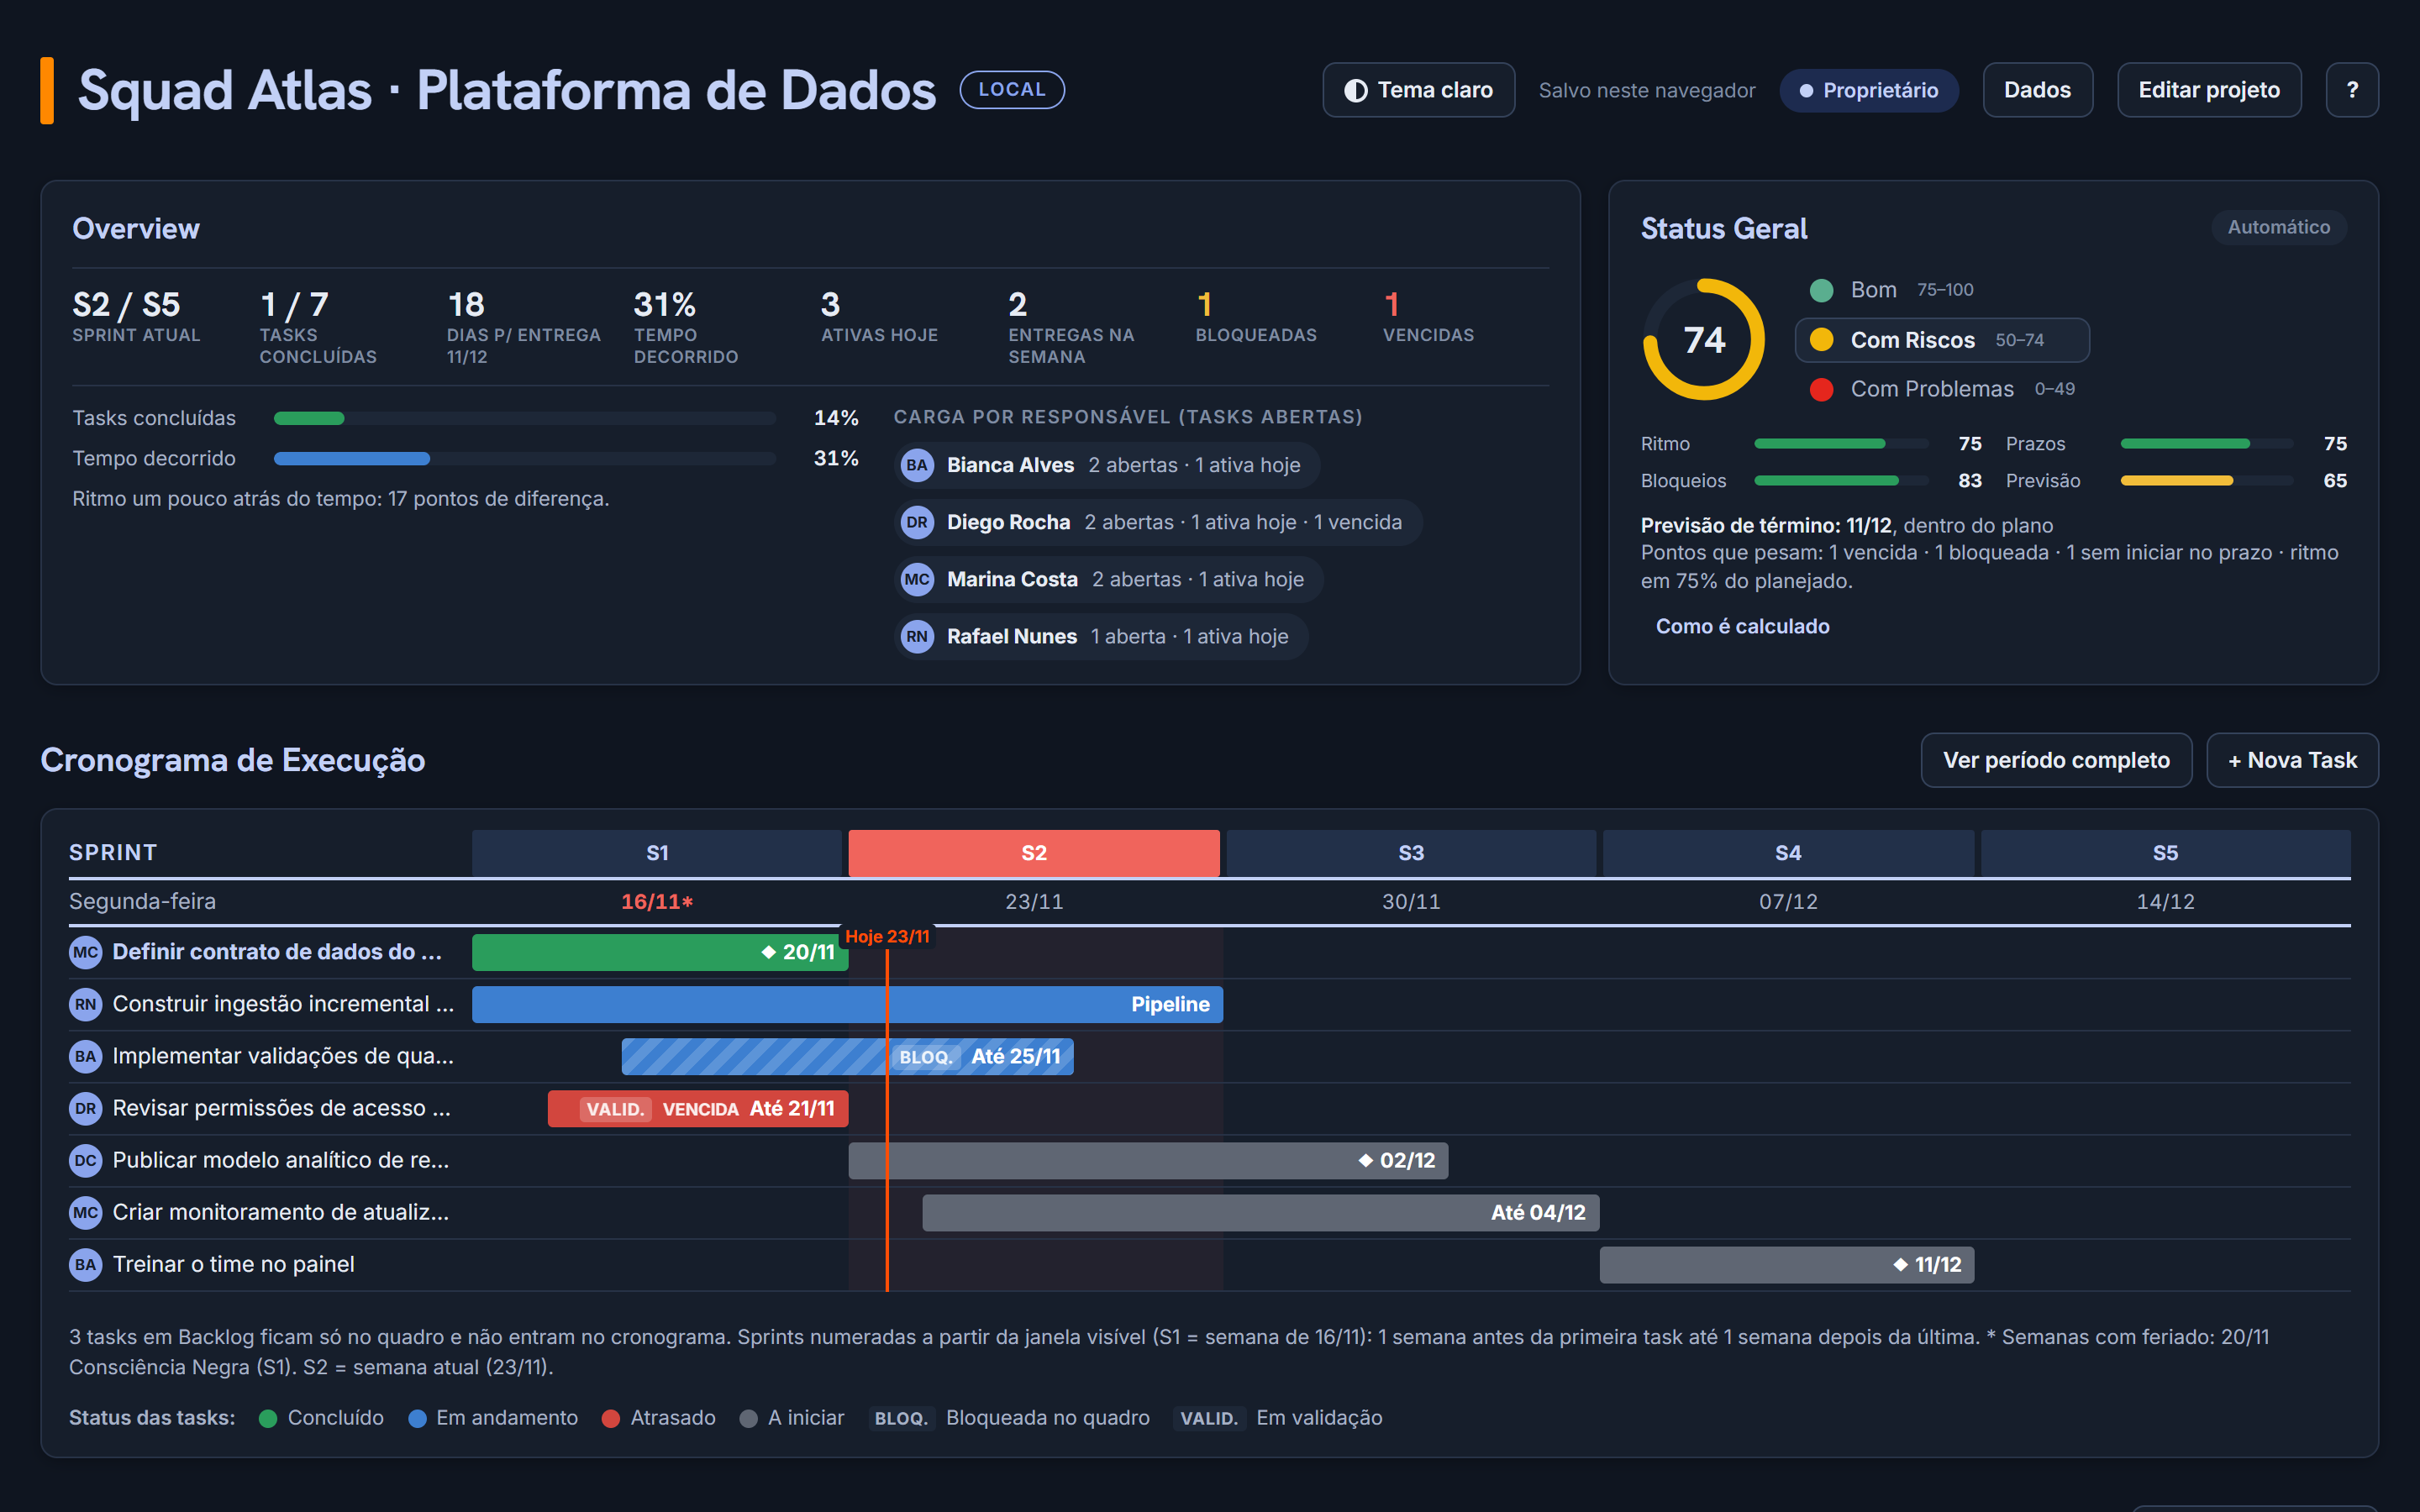 Squad Atlas · Plataforma de Dados
LOCAL
Tema claro
Salvo neste navegador
Proprietário
Dados
Editar projeto
?
Overview
S2 / S5
SPRINT ATUAL
1 / 7
TASKS
CONCLUÍDAS
18
DIAS P/ ENTREGA
11/12
31%
TEMPO
DECORRIDO
3
ATIVAS HOJE
2
ENTREGAS NA
SEMANA
1
BLOQUEADAS
1
VENCIDAS
Tasks concluídas 14%
Tempo decorrido 31%
Ritmo um pouco atrás do tempo: 17 pontos de diferença.
CARGA POR RESPONSÁVEL (TASKS ABERTAS)
BA Bianca Alves 2 abertas · 1 ativa hoje
DR Diego Rocha 2 abertas · 1 ativa hoje · 1 vencida
MC Marina Costa 2 abertas · 1 ativa hoje
RN Rafael Nunes 1 aberta · 1 ativa hoje
Status Geral
Automático
74
Bom 75–100
Com Riscos 50–74
Com Problemas 0–49
Ritmo 75 Prazos 75
Bloqueios 83 Previsão 65
Previsão de término: 11/12, dentro do plano
Pontos que pesam: 1 vencida · 1 bloqueada · 1 sem iniciar no prazo · ritmo
em 75% do planejado.
Como é calculado
Cronograma de Execução
Ver período completo
+ Nova Task
SPRINT S1 S2 S3 S4 S5
Segunda-feira 16/11* 23/11 30/11 07/12 14/12
Hoje 23/11
MC Definir contrato de dados do ... ◆ 20/11
RN Construir ingestão incremental ... Pipeline
BA Implementar validações de qua... BLOQ. Até 25/11
DR Revisar permissões de acesso ... VALID. VENCIDA Até 21/11
DC Publicar modelo analítico de re... ◆ 02/12
MC Criar monitoramento de atualiz... Até 04/12
BA Treinar o time no painel ◆ 11/12
3 tasks em Backlog ficam só no quadro e não entram no cronograma. Sprints numeradas a partir da janela visível (S1 = semana de 16/11): 1 semana antes da primeira task até 1 semana depois da última. * Semanas com feriado: 20/11
Consciência Negra (S1). S2 = semana atual (23/11).
Status das tasks: Concluído Em andamento Atrasado A iniciar BLOQ. Bloqueada no quadro VALID. Em validação